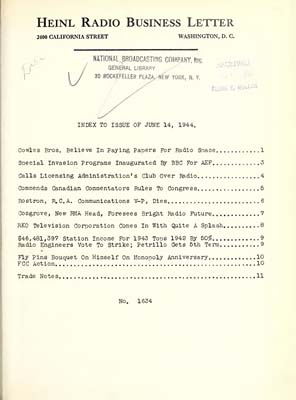 HEINL RADIO BUSINESS LETTER
2400 CALIFORNIA STREET WASHINGTON, D. C.
NATIONAL BROADCASTING COMPANY, INC.
GENERAL LIBRARY
30 ROCKEFELLER PLAZA, NEW YORK, N. Y.
INDEX TO ISSUE OF JUNE 14, 1944.
Cowles Bros. Believe In Paying Papers For Radio Space............1
Special Invasion Programs Inaugurated By BBC For AEF.............3
Calls Licensing Administration's Club Over Radio.................4
Commends Canadian Commentators Rules To Congress.................5
Rostron, R.C.A. Communications V-P, Dies.........................6
Cosgrove, New RMA Head, Foresees Bright Radio Future.............7
RKO Television Corporation Comes In With Quite A Splash..........8
$46,481,397 Station Income For 1943 Tops 1942 By 50%.............9
Radio Engineers Vote To Strike; Petrillo Gets 5th Term...........9
Fly Pins Bouquet On Himself On Monopoly Anniversary.............10
FCC Action......................................................10
Trade Notes.....................................................11
No. 1634